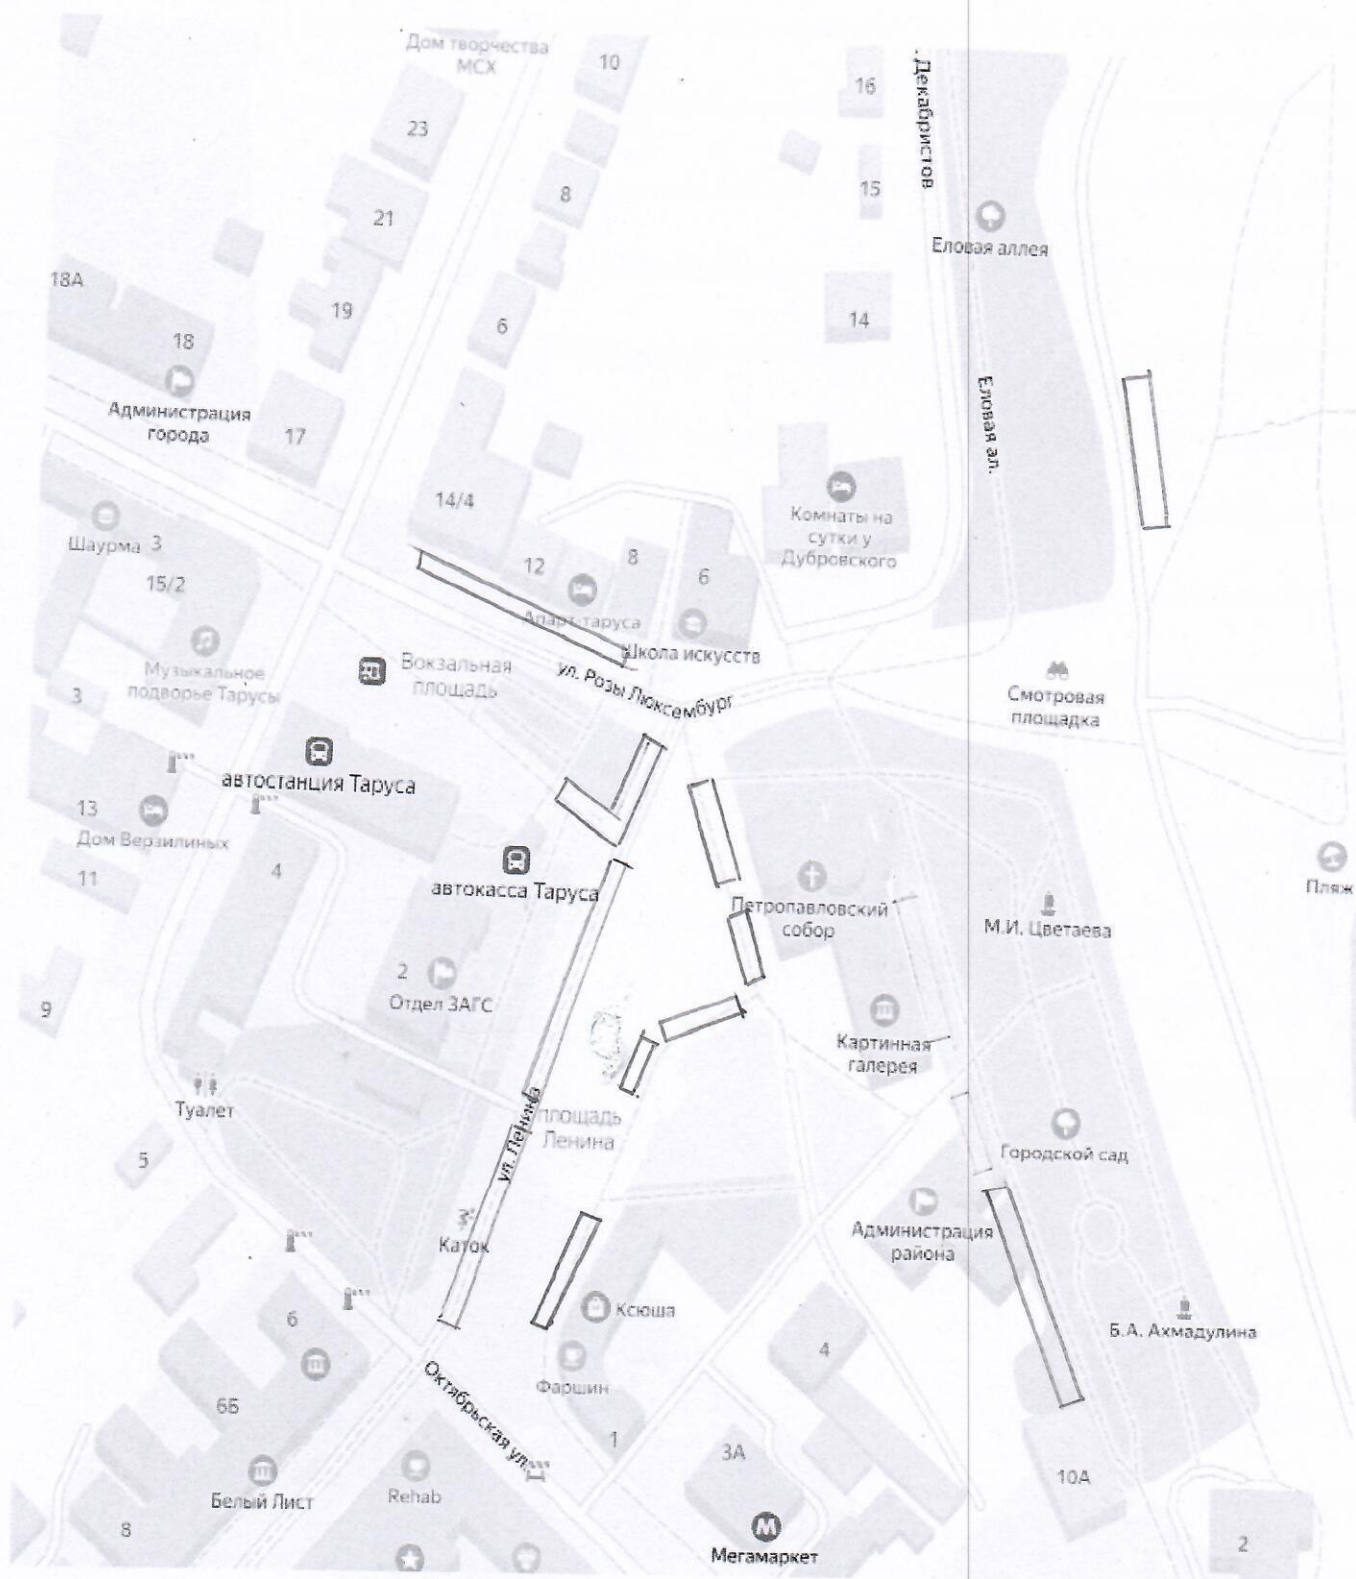 Дом творчества
МСХ
10
16
. Декабристов
23
8
15
21
Еловая аллея
18А
19
6
14
18
Администрация
города
17
Еловая ал.
14/4
Комнаты на
сутки у
Дубровского
Шаурма
3
15/2
12
8
6
Апарт-таруса
Школа искусств
Музыкальное
подворье Тарусы
Вокзальная
площадь
ул. Розы Люксембург
Смотровая
площадка
3
автостанция Таруса
13
Дом Верзилиных
11
4
автокасса Таруса
Пляж
Петропавловский
собор
М.И. Цветаева
2
Отдел ЗАГС
9
Картинная
галерея
Туалет
площадь
Ленина
ул. Ленина
5
Городской сад
Администрация
района
Каток
6
Ксюша
Б.А. Ахмадулина
4
Фаршин
Октябрьская ул.
6Б
1
3А
10А
Белый Лист
Rehab
8
М
Мегамаркет
2